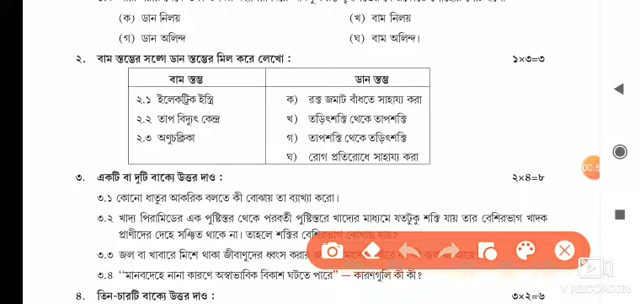 (ক) ডান নিলয় (খ) বাম নিলয়
(গ) ডান অলিন্দ (ঘ) বাম অলিন্দ।
২. বাম স্তম্ভের সঙ্গে ডান স্তম্ভের মিল করে লেখো : ১×৩=৩
বাম স্তম্ভ ডান স্তম্ভ
২.১ ইলেকট্রিক ইস্ত্রি ক) রক্ত জমাট বাঁধতে সাহায্য করা
২.২ তাপ বিদ্যুৎ কেন্দ্র খ) তড়িৎশক্তি থেকে তাপশক্তি
২.৩ অণুচক্রিকা গ) তাপশক্তি থেকে তড়িৎশক্তি
ঘ) রোগ প্রতিরোধে সাহায্য করা
৩. একটি বা দুটি বাক্যে উত্তর দাও : ২×৪=৮
৩.১ কোনো ধাতুর আকরিক বলতে কী বোঝায় তা ব্যাখ্যা করো।
৩.২ খাদ্য পিরামিডের এক পুষ্টিস্তর থেকে পরবর্তী পুষ্টিস্তরে খাদ্যের মাধ্যমে যতটুকু শক্তি যায় তার বেশিরভাগ খাদক
প্রাণীদের দেহে সঞ্চিত থাকে না। তাহলে শক্তির বেশিরভাগ কোথায় যায়?
৩.৩ জল বা খাবারে মিশে থাকা জীবাণুদের ধ্বংস করার
৩.৪ "মানবদেহে নানা কারণে অস্বাভাবিক বিকাশ ঘটতে পারে" — কারণগুলি কী কী?
৪. তিন-চারটি বাক্যে উত্তর দাও : ৩×২=৬
V RECORDER